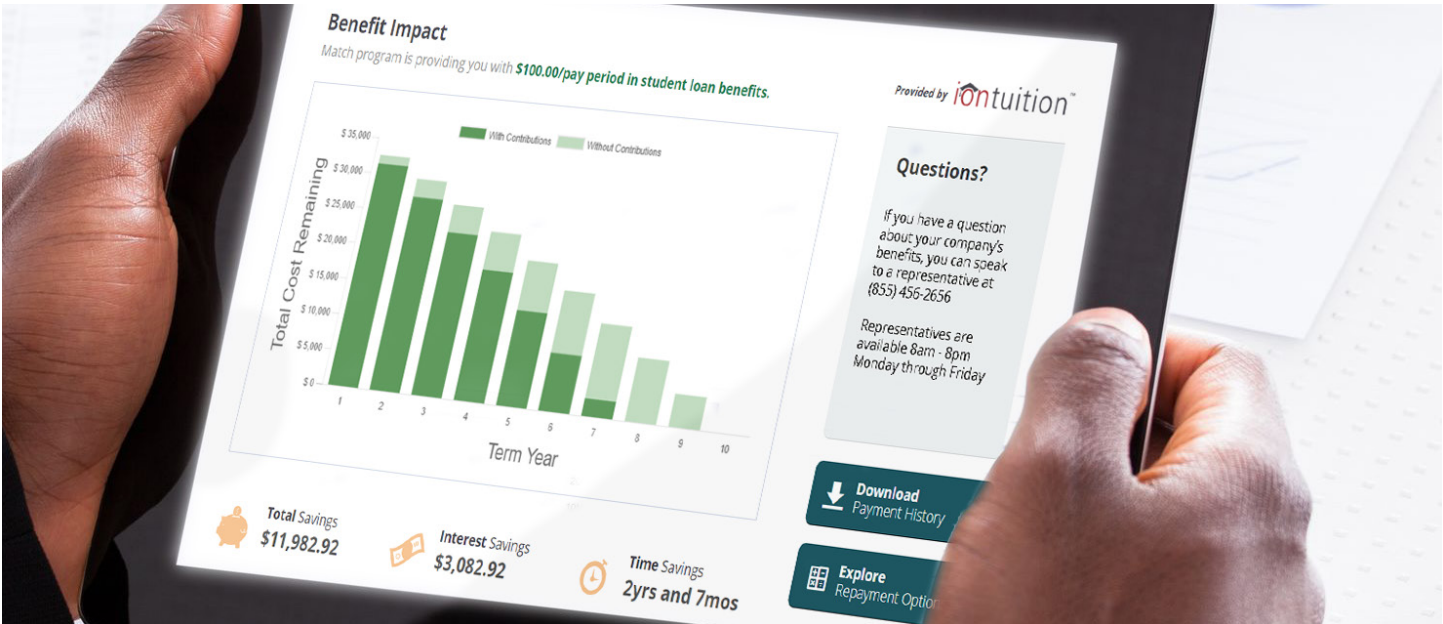 Benefit Impact
Match program is providing you with $100.00/pay period in student loan benefits.
Provided by iontuition™
With Contributions
Without Contributions
Total Cost Remaining
$ 35,000
$ 30,000
$ 25,000
$ 20,000
$ 15,000
$ 10,000
$ 5,000
$ 0
1 2 3 4 5 6 7 8 9 10
Term Year
Total Savings
$11,982.92
Interest Savings
$3,082.92
Time Savings
2yrs and 7mos
Questions?
If you have a question
about your company's
benefits, you can speak
to a representative at
(855) 456-2656
Representatives are
available 8am - 8pm
Monday through Friday
Download
Payment History
Explore
Repayment